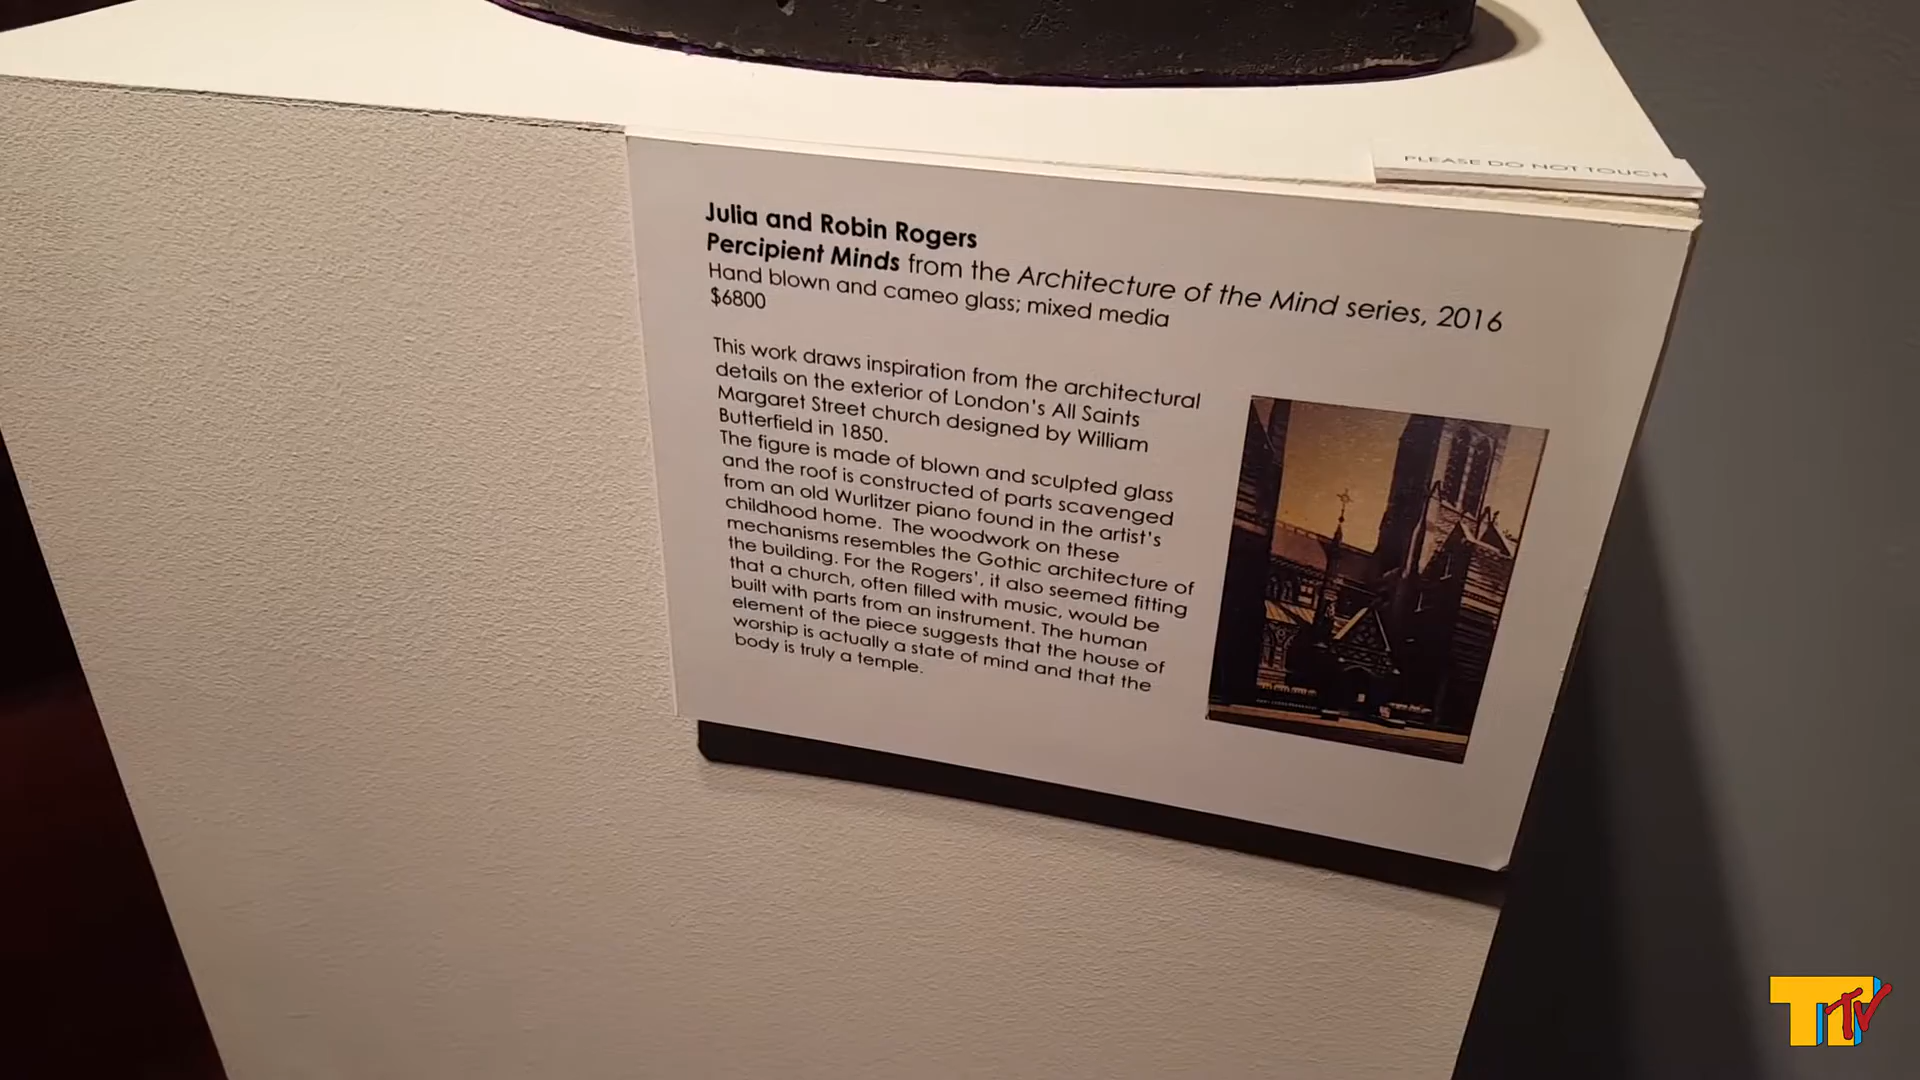 PLEASE DO NOT TOUCH
Julia and Robin Rogers
Percipient Minds from the Architecture of the Mind series, 2016
Hand blown and cameo glass; mixed media
$6800
This work draws inspiration from the architectural
details on the exterior of London's All Saints
Margaret Street church designed by William
Butterfield in 1850.
The figure is made of blown and sculpted glass
and the roof is constructed of parts scavenged
from an old Wurlitzer piano found in the artist's
childhood home. The woodwork on these
mechanisms resembles the Gothic architecture of
the building. For the Rogers', it also seemed fitting
that a church, often filled with music, would be
built with parts from an instrument. The human
element of the piece suggests that the house of
worship is actually a state of mind and that the
body is truly a temple.
TTV